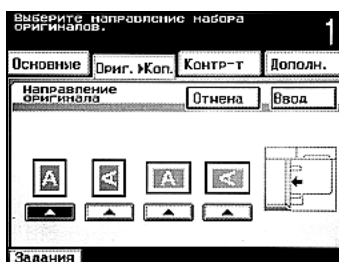 Выберите направление набора
оригиналов.
1
Основные Ориг.▸Коп. Контр-т Дополн.
Направление
оригинала
Отмена Ввод
A A A A
Задания